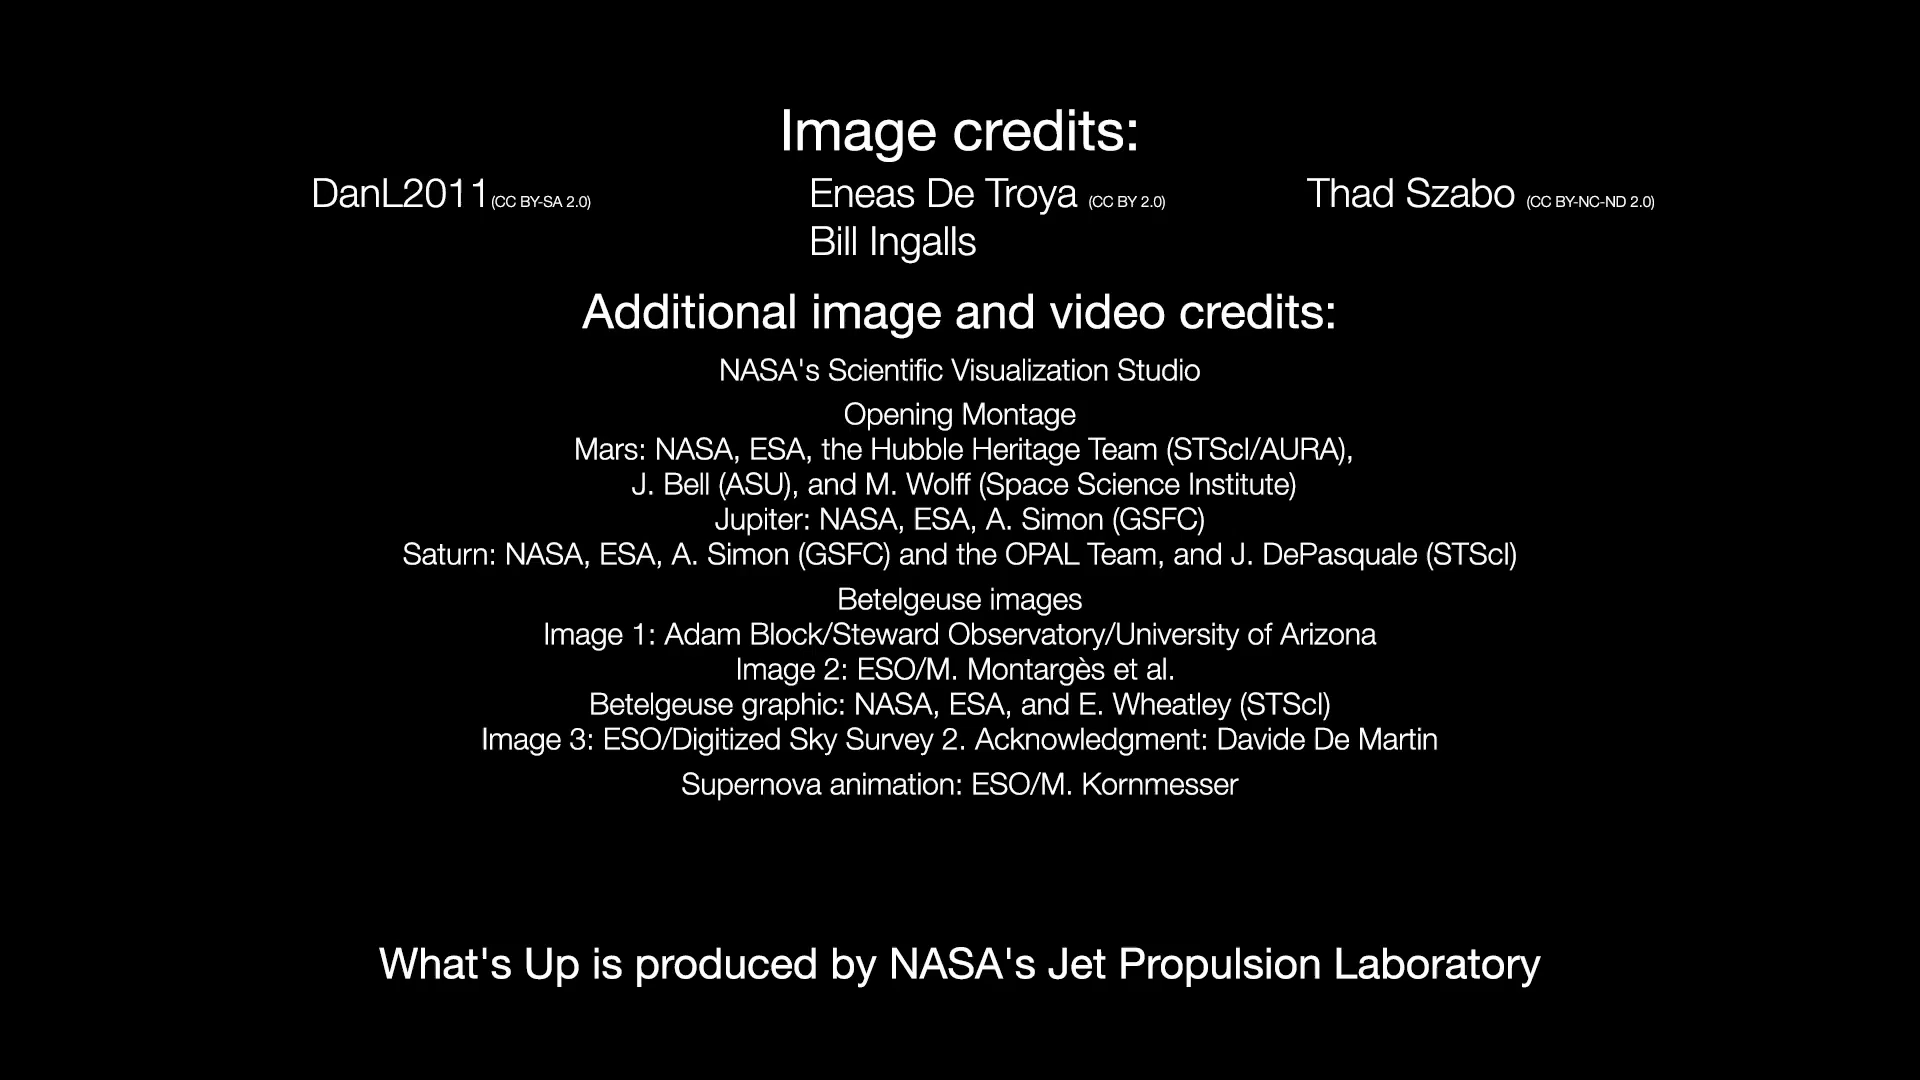 Image credits:
DanL2011 (CC BY-SA 2.0) Eneas De Troya (CC BY 2.0) Thad Szabo (CC BY-NC-ND 2.0)
Bill Ingalls
Additional image and video credits:
NASA's Scientific Visualization Studio
Opening Montage
Mars: NASA, ESA, the Hubble Heritage Team (STScI/AURA),
J. Bell (ASU), and M. Wolff (Space Science Institute)
Jupiter: NASA, ESA, A. Simon (GSFC)
Saturn: NASA, ESA, A. Simon (GSFC) and the OPAL Team, and J. DePasquale (STScI)
Betelgeuse images
Image 1: Adam Block/Steward Observatory/University of Arizona
Image 2: ESO/M. Montargès et al.
Betelgeuse graphic: NASA, ESA, and E. Wheatley (STScI)
Image 3: ESO/Digitized Sky Survey 2. Acknowledgment: Davide De Martin
Supernova animation: ESO/M. Kornmesser
What's Up is produced by NASA's Jet Propulsion Laboratory